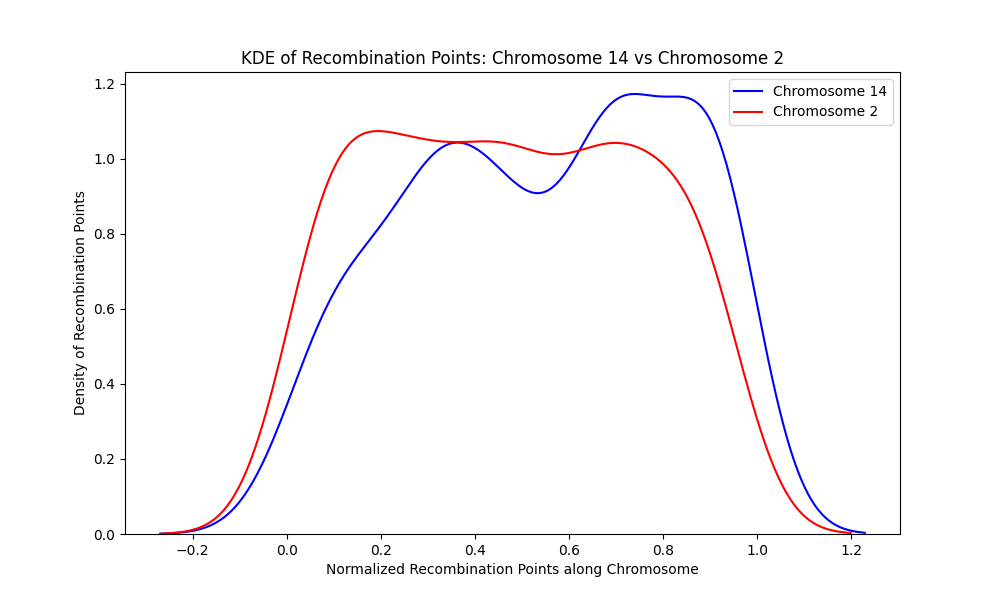 KDE of Recombination Points: Chromosome 14 vs Chromosome 2
Chromosome 14
Chromosome 2
Density of Recombination Points
1.2
1.0
0.8
0.6
0.4
0.2
0.0
−0.2 0.0 0.2 0.4 0.6 0.8 1.0 1.2
Normalized Recombination Points along Chromosome